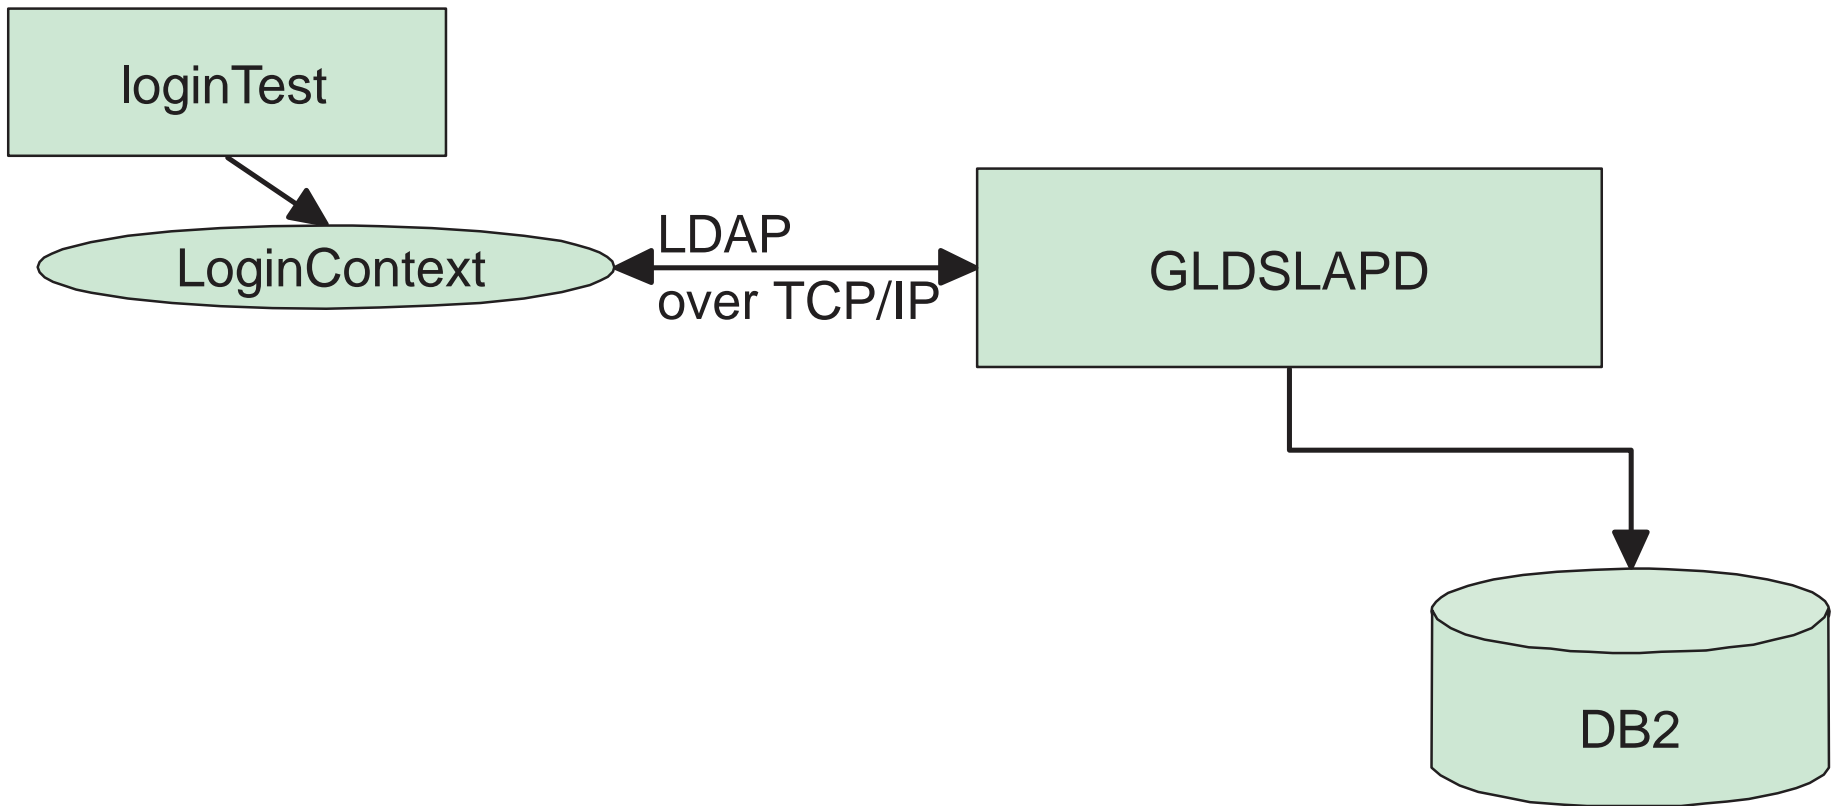 loginTest
LoginContext
LDAP
over TCP/IP
GLDSLAPD
DB2